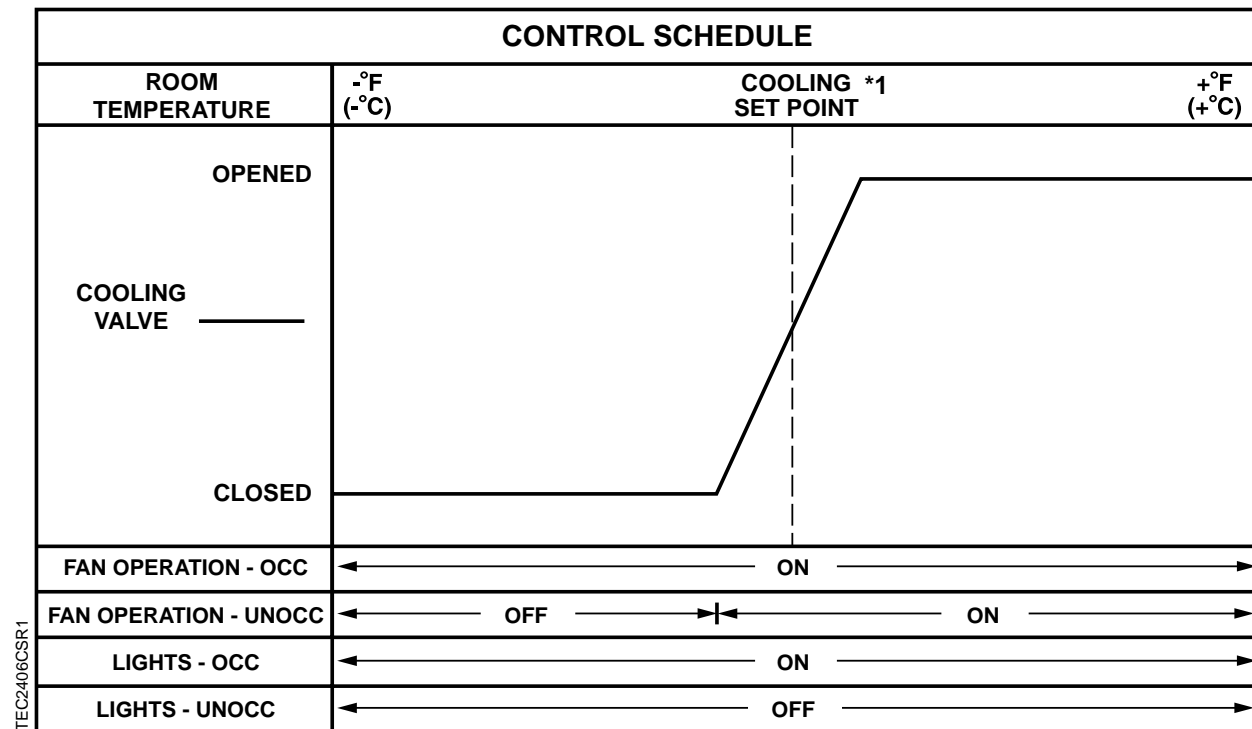 CONTROL SCHEDULE
ROOM
TEMPERATURE
-°F
(-°C)
COOLING *1
SET POINT
+°F
(+°C)
OPENED
COOLING
VALVE
CLOSED
FAN OPERATION - OCC
ON
FAN OPERATION - UNOCC
OFF
ON
LIGHTS - OCC
ON
LIGHTS - UNOCC
OFF
TEC2406CSR1